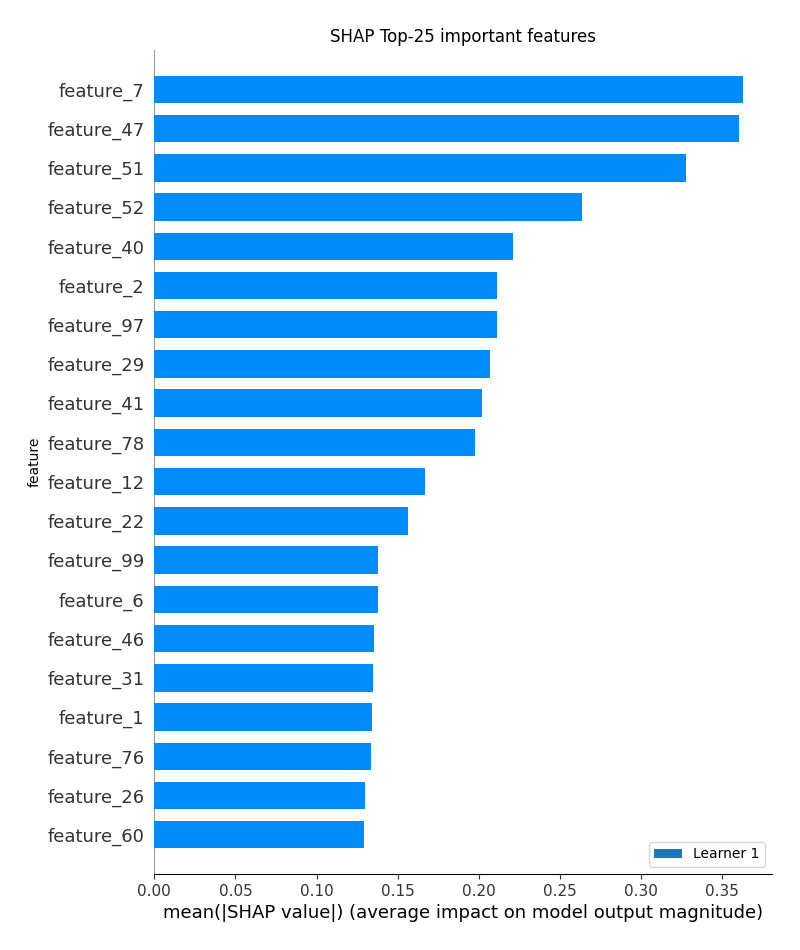 SHAP Top-25 important features
feature_7
feature_47
feature_51
feature_52
feature_40
feature_2
feature_97
feature_29
feature_41
feature_78
feature_12
feature_22
feature_99
feature_6
feature_46
feature_31
feature_1
feature_76
feature_26
feature_60
feature
Learner 1
0.00 0.05 0.10 0.15 0.20 0.25 0.30 0.35
mean(|SHAP value|) (average impact on model output magnitude)